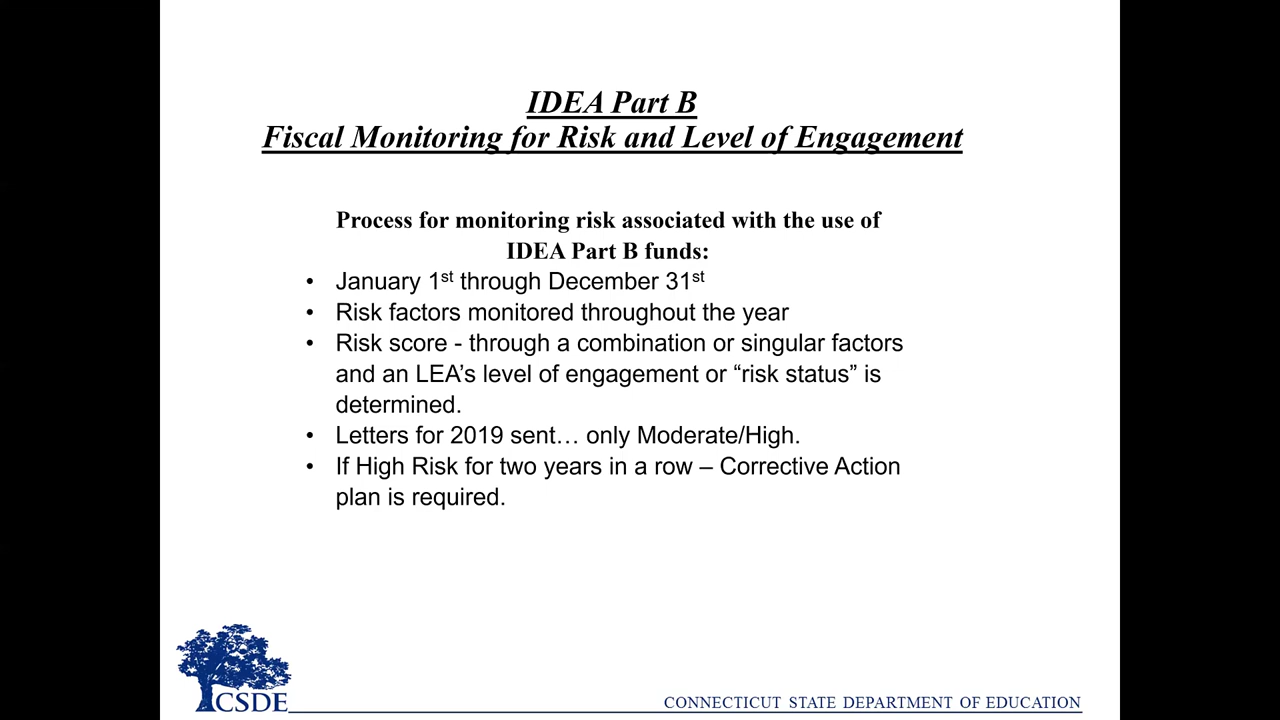 IDEA Part B
Fiscal Monitoring for Risk and Level of Engagement
Process for monitoring risk associated with the use of
IDEA Part B funds:
• January 1st through December 31st
• Risk factors monitored throughout the year
• Risk score - through a combination or singular factors
and an LEA’s level of engagement or “risk status” is
determined.
• Letters for 2019 sent… only Moderate/High.
• If High Risk for two years in a row – Corrective Action
plan is required.
CSDE
CONNECTICUT STATE DEPARTMENT OF EDUCATION